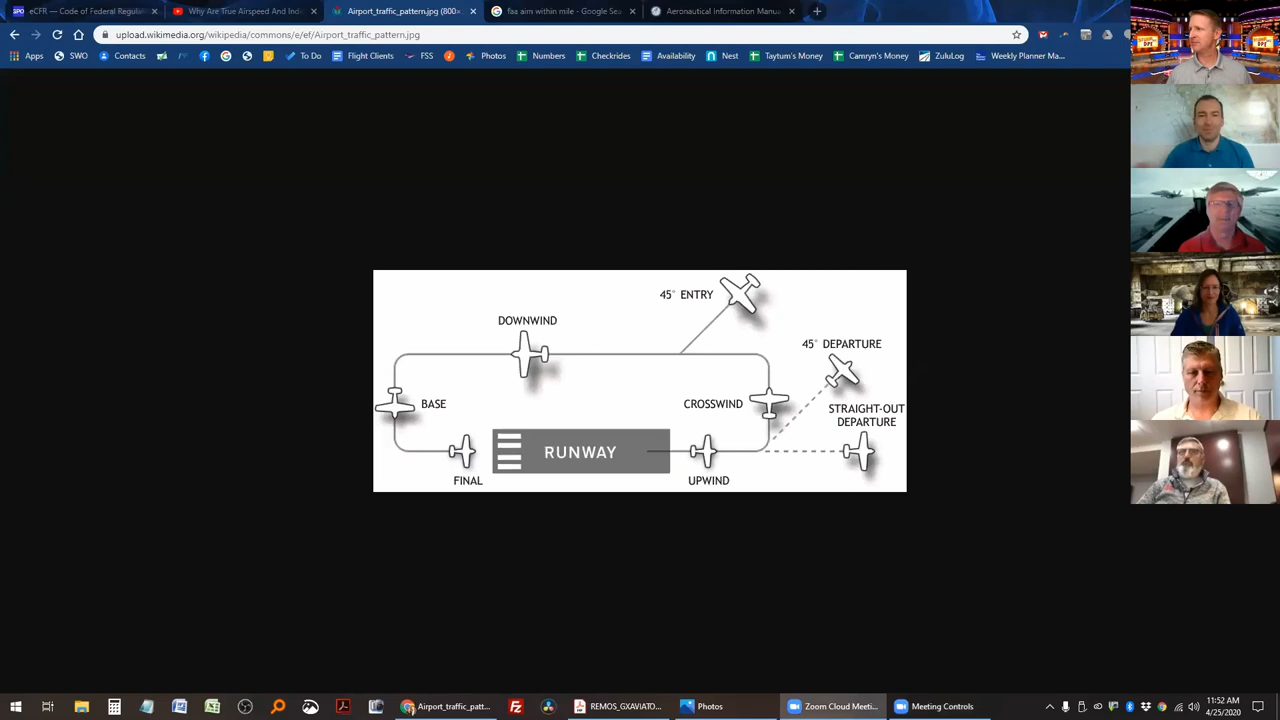 eCFR — Code of Federal Regulati
Why Are True Airspeed And Indi
Airport_traffic_pattern.jpg (800×
faa aim within mile - Google Sea
Aeronautical Information Manua
upload.wikimedia.org/wikipedia/commons/e/ef/Airport_traffic_pattern.jpg
Apps
SWO
Contacts
To Do
Flight Clients
FSS
Photos
Numbers
Checkrides
Availability
Nest
Taytum's Money
Camryn's Money
ZuluLog
Weekly Planner Ma...
45° ENTRY
DOWNWIND
45° DEPARTURE
BASE
CROSSWIND
STRAIGHT-OUT
DEPARTURE
RUNWAY
FINAL
UPWIND
Airport_traffic_patt...
REMOS_GXAVIATO...
Photos
Zoom Cloud Meeti...
Meeting Controls
11:52 AM
4/25/2020